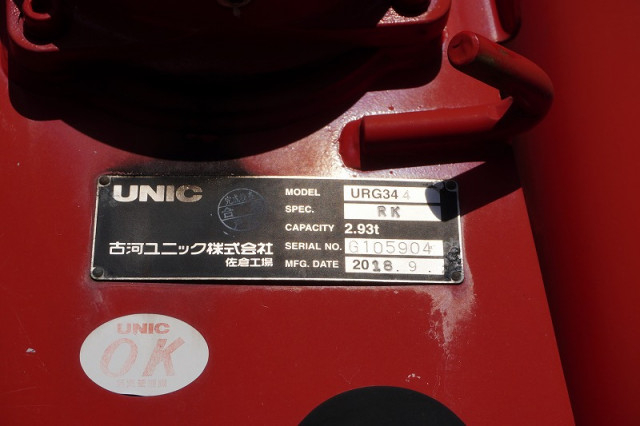 UNIC
古河ユニック株式会社
佐倉工場
MODEL URG344
SPEC. RK
CAPACITY 2.93t
SERIAL NO. G105904
MFG. DATE 2018.9
UNIC
OK